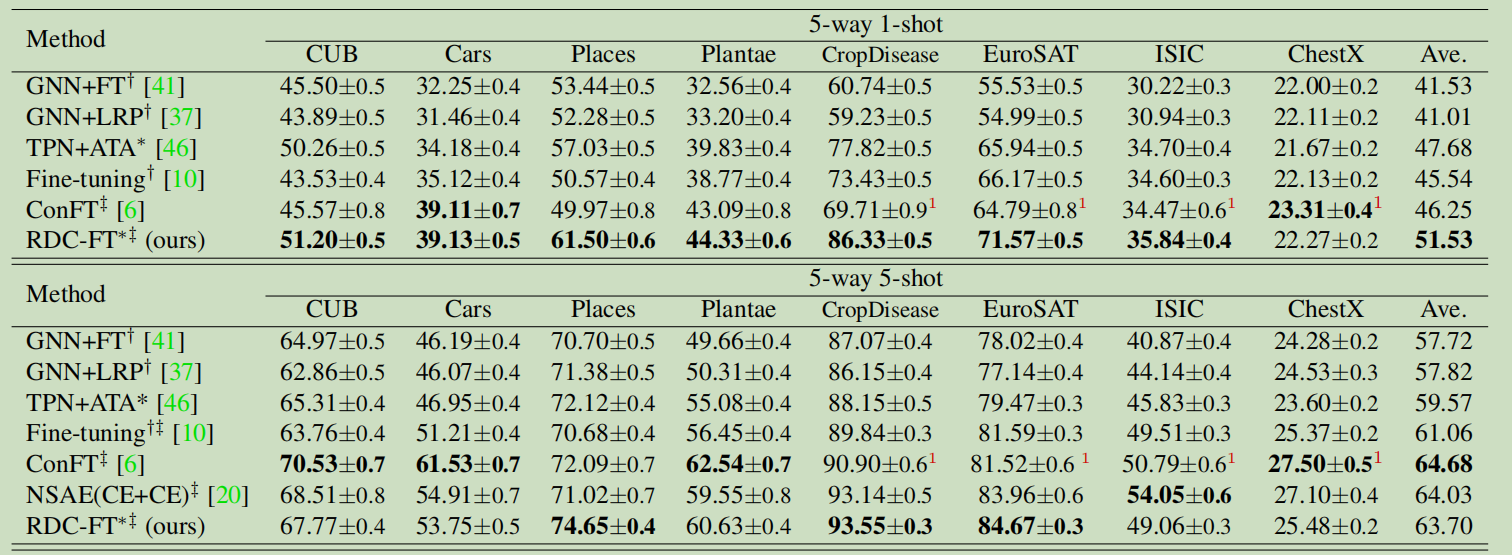 Method 5-way 1-shot
CUB Cars Places Plantae CropDisease EuroSAT ISIC ChestX Ave.
GNN+FT† [41] 45.50±0.5 32.25±0.4 53.44±0.5 32.56±0.4 60.74±0.5 55.53±0.5 30.22±0.3 22.00±0.2 41.53
GNN+LRP† [37] 43.89±0.5 31.46±0.4 52.28±0.5 33.20±0.4 59.23±0.5 54.99±0.5 30.94±0.3 22.11±0.2 41.01
TPN+ATA* [46] 50.26±0.5 34.18±0.4 57.03±0.5 39.83±0.4 77.82±0.5 65.94±0.5 34.70±0.4 21.67±0.2 47.68
Fine-tuning† [10] 43.53±0.4 35.12±0.4 50.57±0.4 38.77±0.4 73.43±0.5 66.17±0.5 34.60±0.3 22.13±0.2 45.54
ConFT‡ [6] 45.57±0.8 39.11±0.7 49.97±0.8 43.09±0.8 69.71±0.9¹ 64.79±0.8¹ 34.47±0.6¹ 23.31±0.4¹ 46.25
RDC-FT*‡ (ours) 51.20±0.5 39.13±0.5 61.50±0.6 44.33±0.6 86.33±0.5 71.57±0.5 35.84±0.4 22.27±0.2 51.53
Method 5-way 5-shot
CUB Cars Places Plantae CropDisease EuroSAT ISIC ChestX Ave.
GNN+FT† [41] 64.97±0.5 46.19±0.4 70.70±0.5 49.66±0.4 87.07±0.4 78.02±0.4 40.87±0.4 24.28±0.2 57.72
GNN+LRP† [37] 62.86±0.5 46.07±0.4 71.38±0.5 50.31±0.4 86.15±0.4 77.14±0.4 44.14±0.4 24.53±0.3 57.82
TPN+ATA* [46] 65.31±0.4 46.95±0.4 72.12±0.4 55.08±0.4 88.15±0.5 79.47±0.3 45.83±0.3 23.60±0.2 59.57
Fine-tuning†‡ [10] 63.76±0.4 51.21±0.4 70.68±0.4 56.45±0.4 89.84±0.3 81.59±0.3 49.51±0.3 25.37±0.2 61.06
ConFT‡ [6] 70.53±0.7 61.53±0.7 72.09±0.7 62.54±0.7 90.90±0.6¹ 81.52±0.6 ¹ 50.79±0.6¹ 27.50±0.5¹ 64.68
NSAE(CE+CE)‡ [20] 68.51±0.8 54.91±0.7 71.02±0.7 59.55±0.8 93.14±0.5 83.96±0.6 54.05±0.6 27.10±0.4 64.03
RDC-FT*‡ (ours) 67.77±0.4 53.75±0.5 74.65±0.4 60.63±0.4 93.55±0.3 84.67±0.3 49.06±0.3 25.48±0.2 63.70